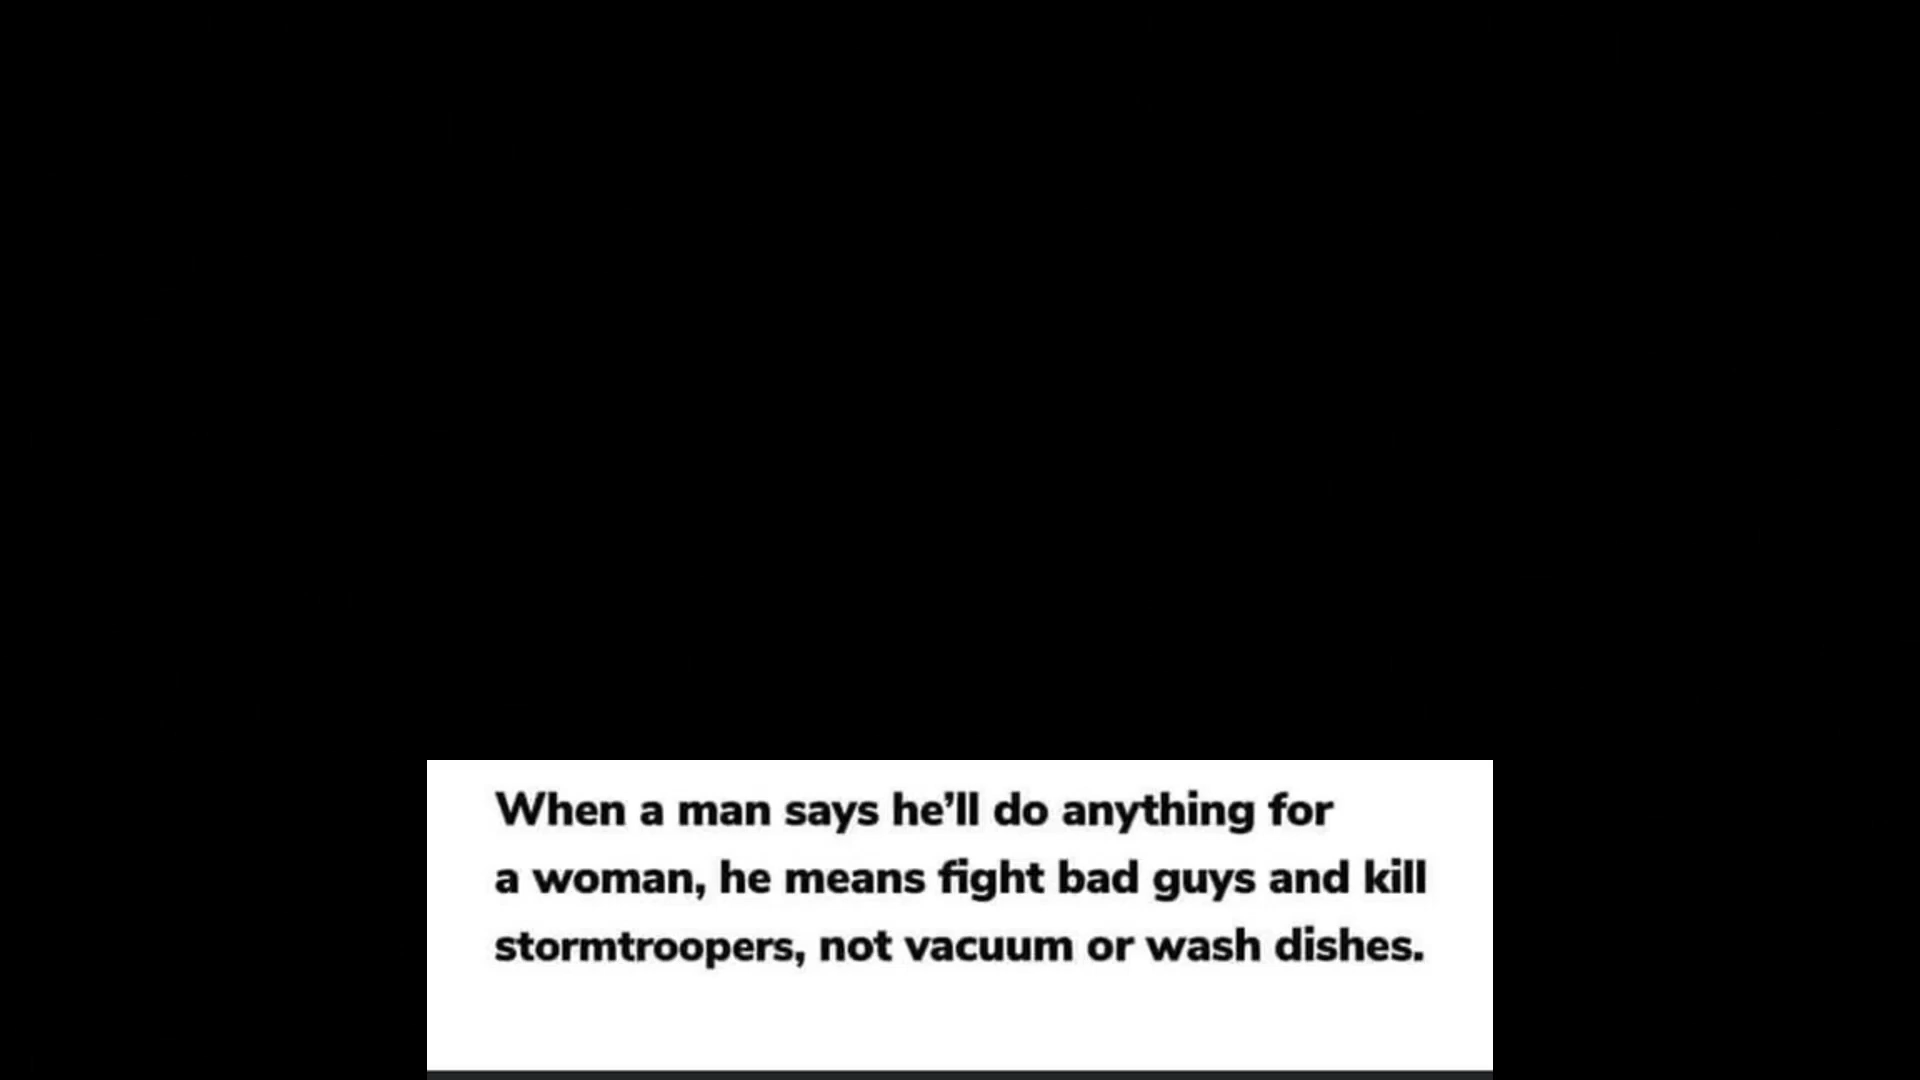 When a man says he’ll do anything for
a woman, he means fight bad guys and kill
stormtroopers, not vacuum or wash dishes.